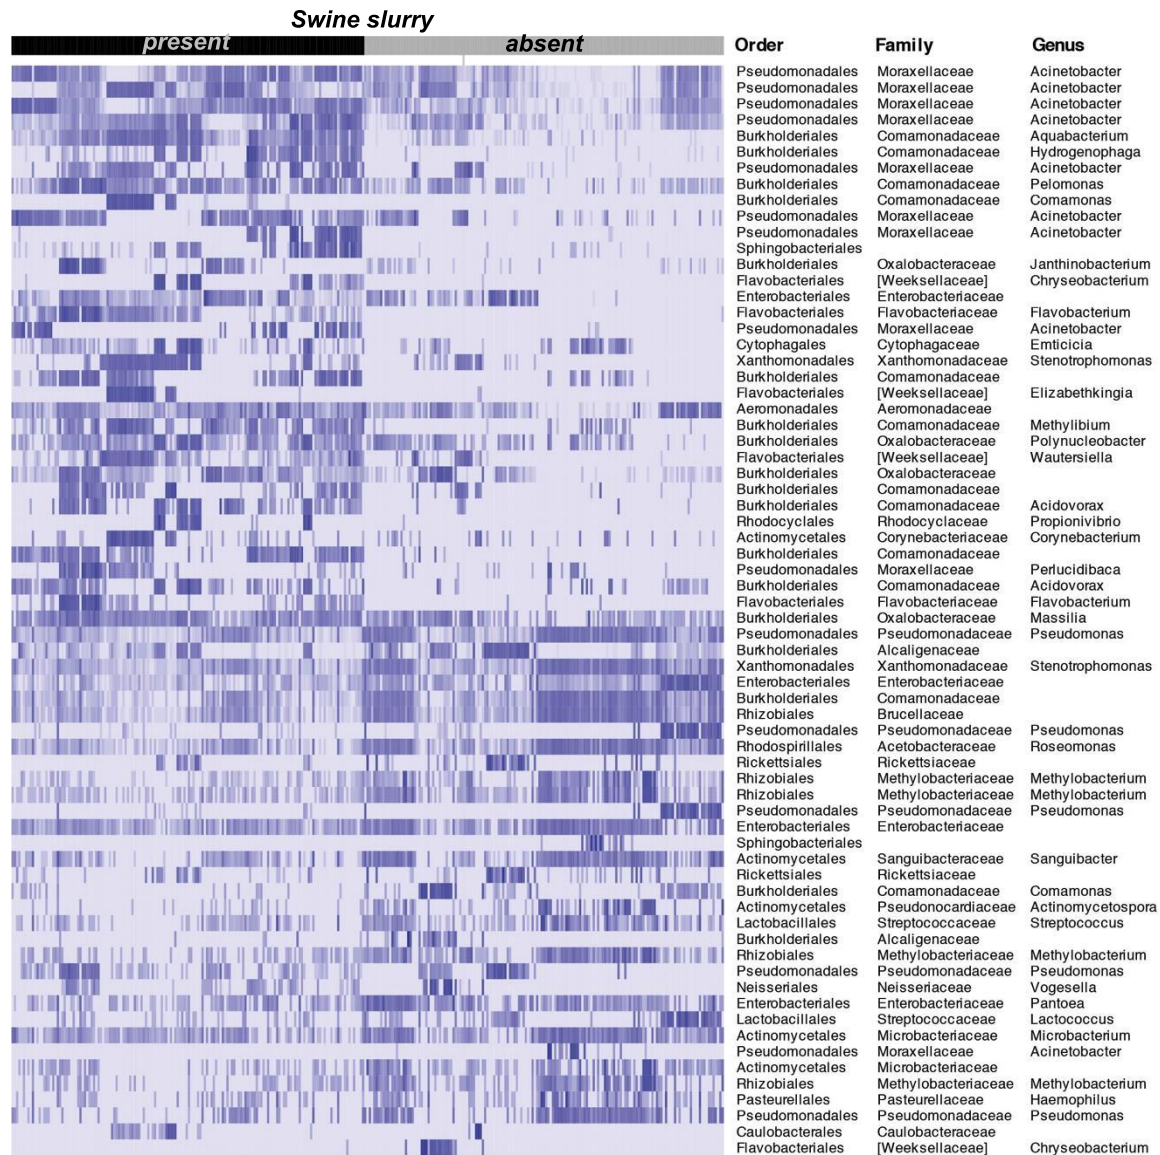 Swine slurry
present absent
Order Family Genus
Pseudomonadales Moraxellaceae Acinetobacter
Pseudomonadales Moraxellaceae Acinetobacter
Pseudomonadales Moraxellaceae Acinetobacter
Pseudomonadales Moraxellaceae Acinetobacter
Burkholderiales Comamonadaceae Aquabacterium
Burkholderiales Comamonadaceae Hydrogenophaga
Pseudomonadales Moraxellaceae Acinetobacter
Burkholderiales Comamonadaceae Pelomonas
Burkholderiales Comamonadaceae Comamonas
Pseudomonadales Moraxellaceae Acinetobacter
Pseudomonadales Moraxellaceae Acinetobacter
Sphingobacteriales
Burkholderiales Oxalobacteraceae Janthinobacterium
Flavobacteriales [Weeksellaceae] Chryseobacterium
Enterobacteriales Enterobacteriaceae
Flavobacteriales Flavobacteriaceae Flavobacterium
Pseudomonadales Moraxellaceae Acinetobacter
Cytophagales Cytophagaceae Emticicia
Xanthomonadales Xanthomonadaceae Stenotrophomonas
Burkholderiales Comamonadaceae
Flavobacteriales [Weeksellaceae] Elizabethkingia
Aeromonadales Aeromonadaceae
Burkholderiales Comamonadaceae Methylibium
Burkholderiales Oxalobacteraceae Polynucleobacter
Flavobacteriales [Weeksellaceae] Wautersiella
Burkholderiales Oxalobacteraceae
Burkholderiales Comamonadaceae
Burkholderiales Comamonadaceae Acidovorax
Rhodocyclales Rhodocyclaceae Propionivibrio
Actinomycetales Corynebacteriaceae Corynebacterium
Burkholderiales Comamonadaceae
Pseudomonadales Moraxellaceae Perlucidibaca
Burkholderiales Comamonadaceae Acidovorax
Flavobacteriales Flavobacteriaceae Flavobacterium
Burkholderiales Oxalobacteraceae Massilia
Pseudomonadales Pseudomonadaceae Pseudomonas
Burkholderiales Alcaligenaceae
Xanthomonadales Xanthomonadaceae Stenotrophomonas
Enterobacteriales Enterobacteriaceae
Burkholderiales Comamonadaceae
Rhizobiales Brucellaceae
Pseudomonadales Pseudomonadaceae Pseudomonas
Rhodospirillales Acetobacteraceae Roseomonas
Rickettsiales Rickettsiaceae
Rhizobiales Methylobacteriaceae Methylobacterium
Rhizobiales Methylobacteriaceae Methylobacterium
Pseudomonadales Pseudomonadaceae Pseudomonas
Enterobacteriales Enterobacteriaceae
Sphingobacteriales
Actinomycetales Sanguibacteraceae Sanguibacter
Rickettsiales Rickettsiaceae
Burkholderiales Comamonadaceae Comamonas
Actinomycetales Pseudonocardiaceae Actinomycetospora
Lactobacillales Streptococcaceae Streptococcus
Burkholderiales Alcaligenaceae
Rhizobiales Methylobacteriaceae Methylobacterium
Pseudomonadales Pseudomonadaceae Pseudomonas
Neisseriales Neisseriaceae Vogesella
Enterobacteriales Enterobacteriaceae Pantoea
Lactobacillales Streptococcaceae Lactococcus
Actinomycetales Microbacteriaceae Microbacterium
Pseudomonadales Moraxellaceae Acinetobacter
Actinomycetales Microbacteriaceae
Rhizobiales Methylobacteriaceae Methylobacterium
Pasteurellales Pasteurellaceae Haemophilus
Pseudomonadales Pseudomonadaceae Pseudomonas
Caulobacterales Caulobacteraceae
Flavobacteriales [Weeksellaceae] Chryseobacterium